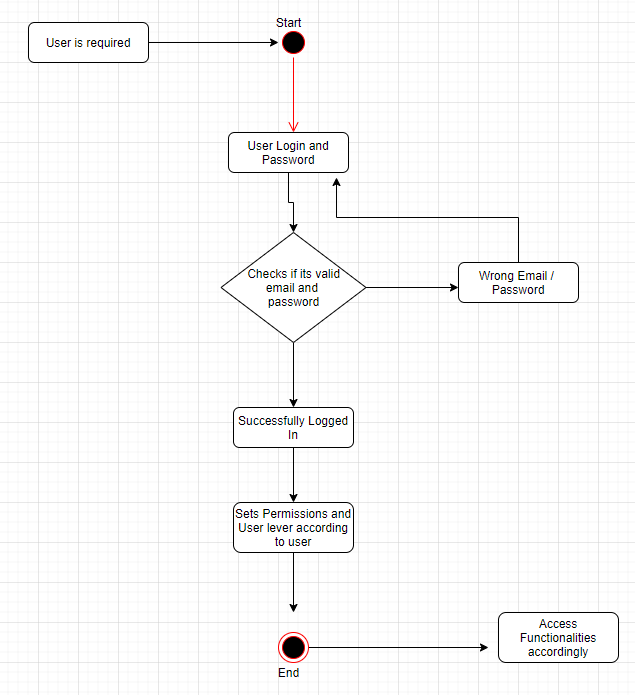 Start
User is required
User Login and
Password
Checks if its valid
email and
password
Wrong Email /
Password
Successfully Logged
In
Sets Permissions and
User lever according
to user
Access
Functionalities
accordingly
End